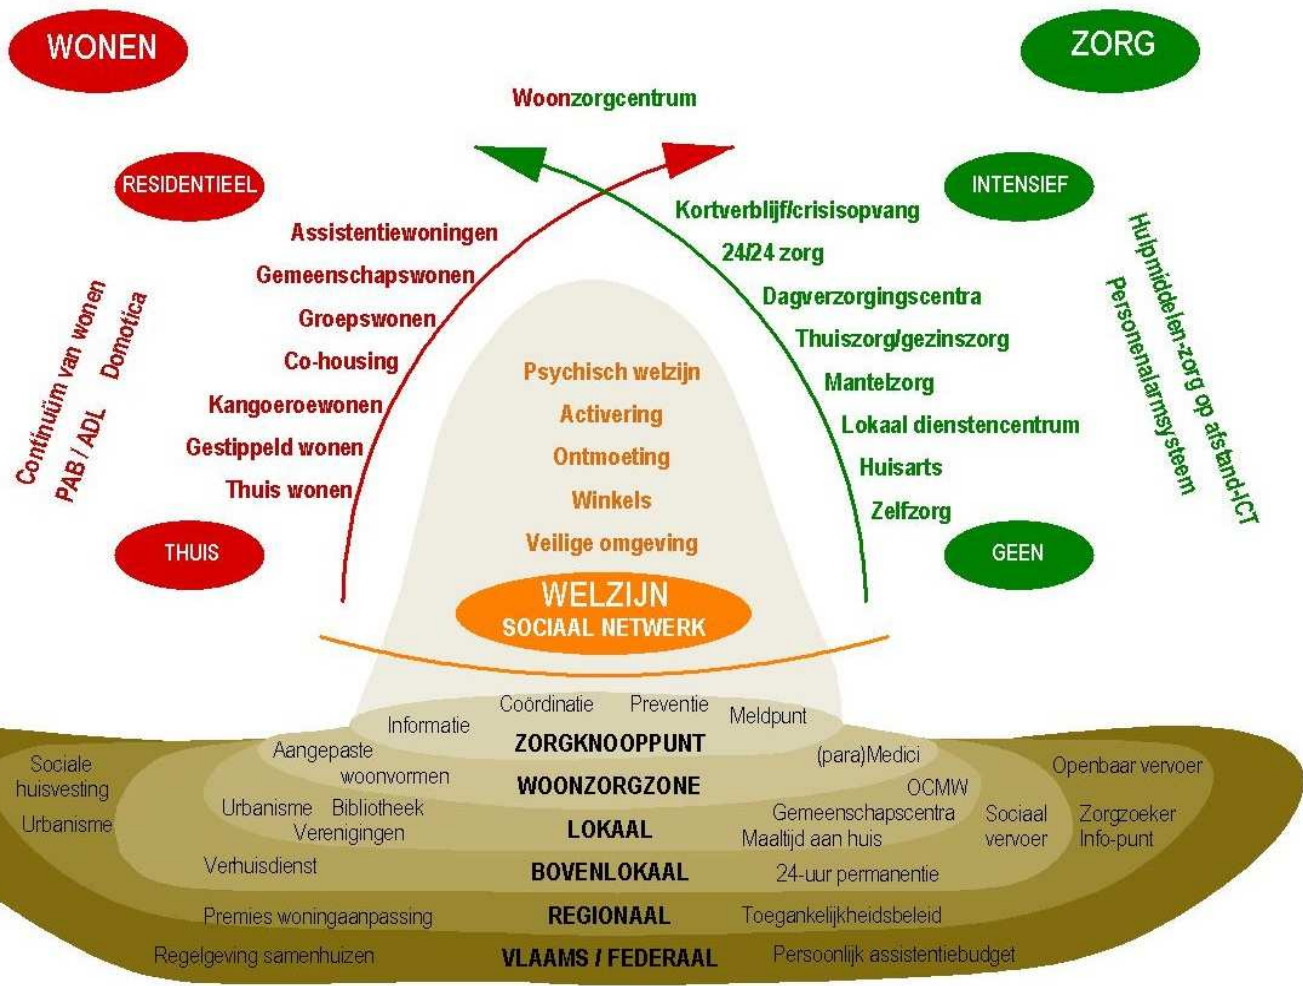 WONEN
ZORG
Woonzorgcentrum
RESIDENTIEEL
INTENSIEF
Assistentiewoningen
Gemeenschapswonen
Groepswonen
Co-housing
Kangoeroewonen
Gestippeld wonen
Thuis wonen
THUIS
Continuüm van wonen
PAB / ADL Domotica
Kortverblijf/crisisopvang
24/24 zorg
Dagverzorgingscentra
Thuiszorg/gezinszorg
Mantelzorg
Lokaal dienstencentrum
Huisarts
Zelfzorg
GEEN
Hulpmiddelen-zorg op afstand-ICT
Personenalarmsysteem
Psychisch welzijn
Activering
Ontmoeting
Winkels
Veilige omgeving
WELZIJN
SOCIAAL NETWERK
Informatie
Coördinatie
Preventie
Meldpunt
ZORGKNOOPPUNT
Aangepaste
woonvormen
WOONZORGZONE
(para)Medici
OCMW
Urbanisme Bibliotheek
Verenigingen
LOKAAL
Gemeenschapscentra
Maaltijd aan huis
Sociaal
vervoer
Verhuisdienst
BOVENLOKAAL
24-uur permanentie
Sociale
huisvesting
Urbanisme
Openbaar vervoer
Zorgzoeker
Info-punt
Premies woningaanpassing
REGIONAAL
Toegankelijkheidsbeleid
Regelgeving samenhuizen
VLAAMS / FEDERAAL
Persoonlijk assistentiebudget